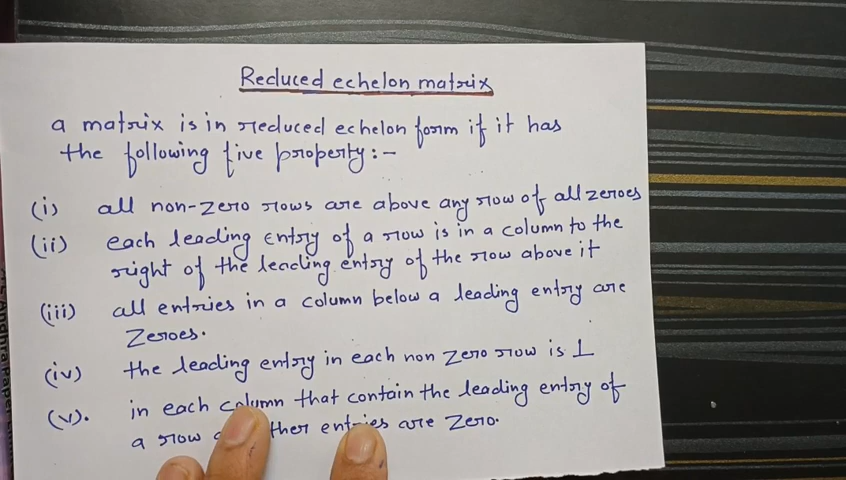 Reduced echelon matrix
a matrix is in reduced echelon form if it has
the following five property:-
(i) all non-zero rows are above any row of all zeroes
(ii) each leading entry of a row is in a column to the
right of the leading entry of the row above it
(iii) all entries in a column below a leading entry are
zeroes.
(iv) the leading entry in each non zero row is 1
(v). in each column that contain the leading entry of
a row entries are zero.